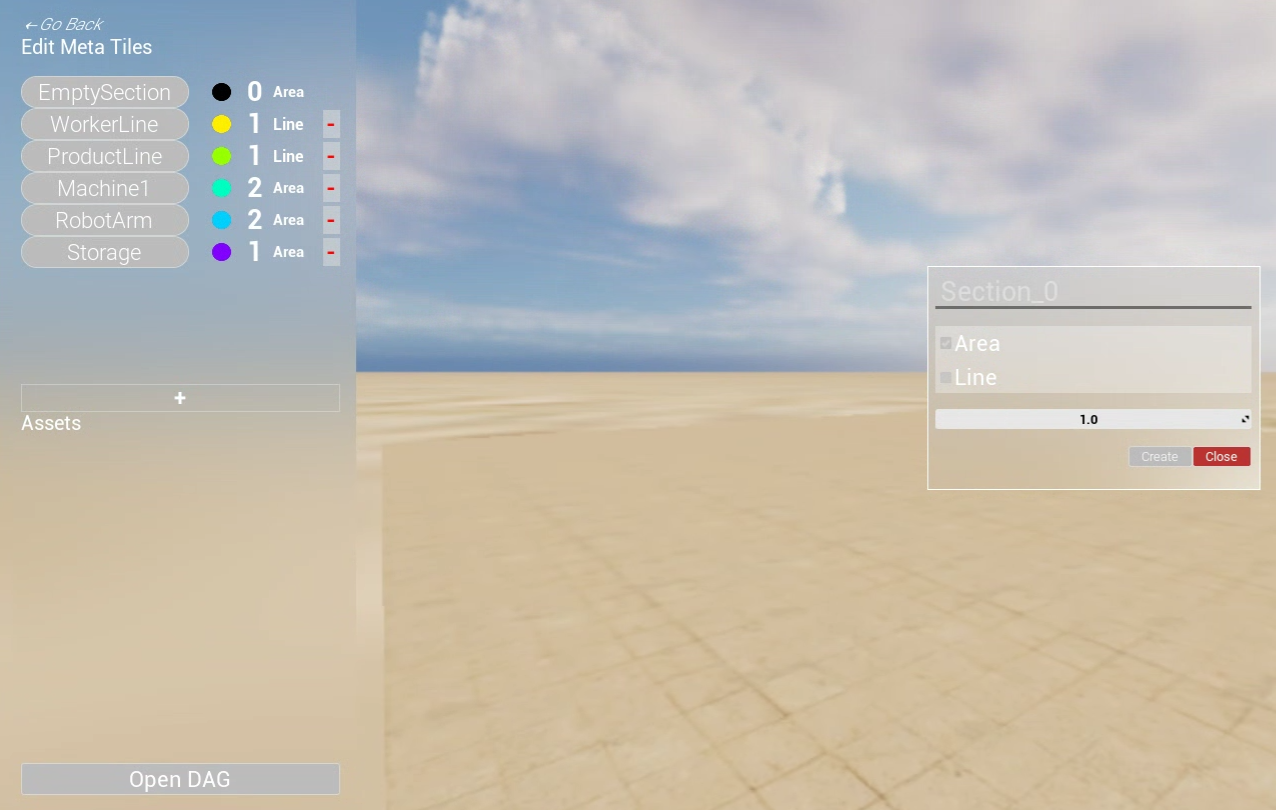 ←Go Back
Edit Meta Tiles
EmptySection 0 Area
WorkerLine 1 Line -
ProductLine 1 Line -
Machine1 2 Area -
RobotArm 2 Area -
Storage 1 Area -
+
Assets
Open DAG
Section_0
Area
Line
1.0
Create Close